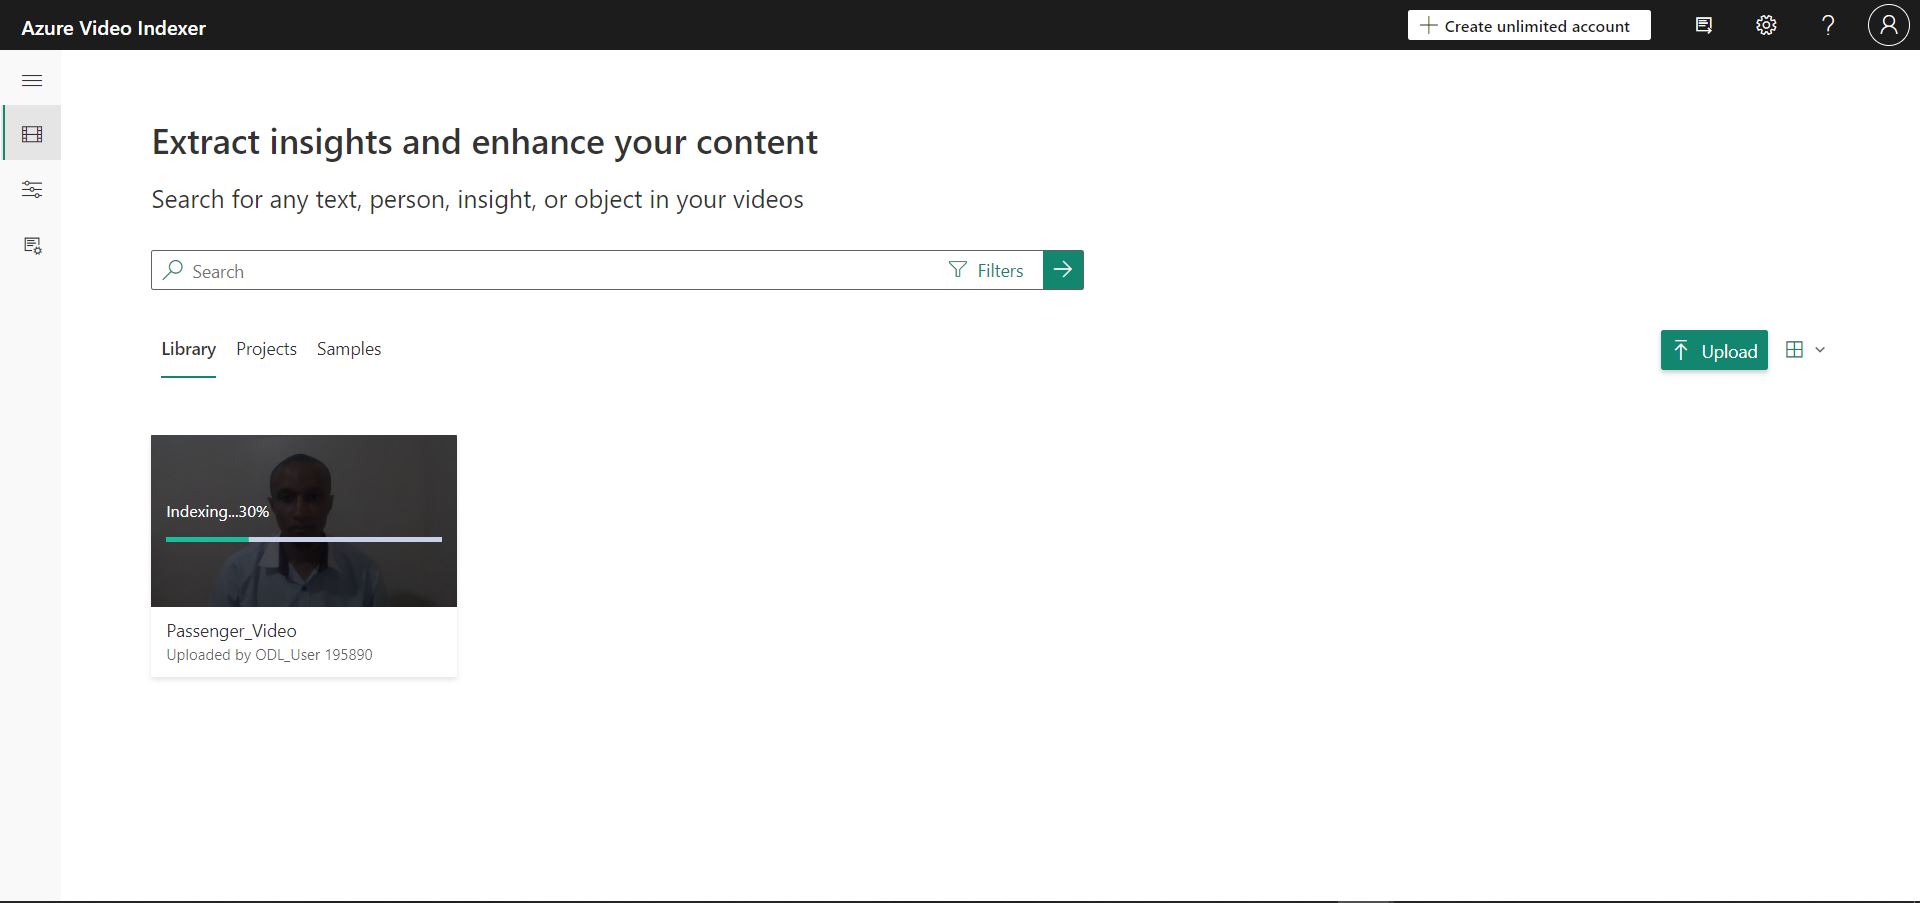 Azure Video Indexer
Create unlimited account
Extract insights and enhance your content
Search for any text, person, insight, or object in your videos
Search
Filters
Library
Projects
Samples
Upload
Indexing...30%
Passenger_Video
Uploaded by ODL_User 195890